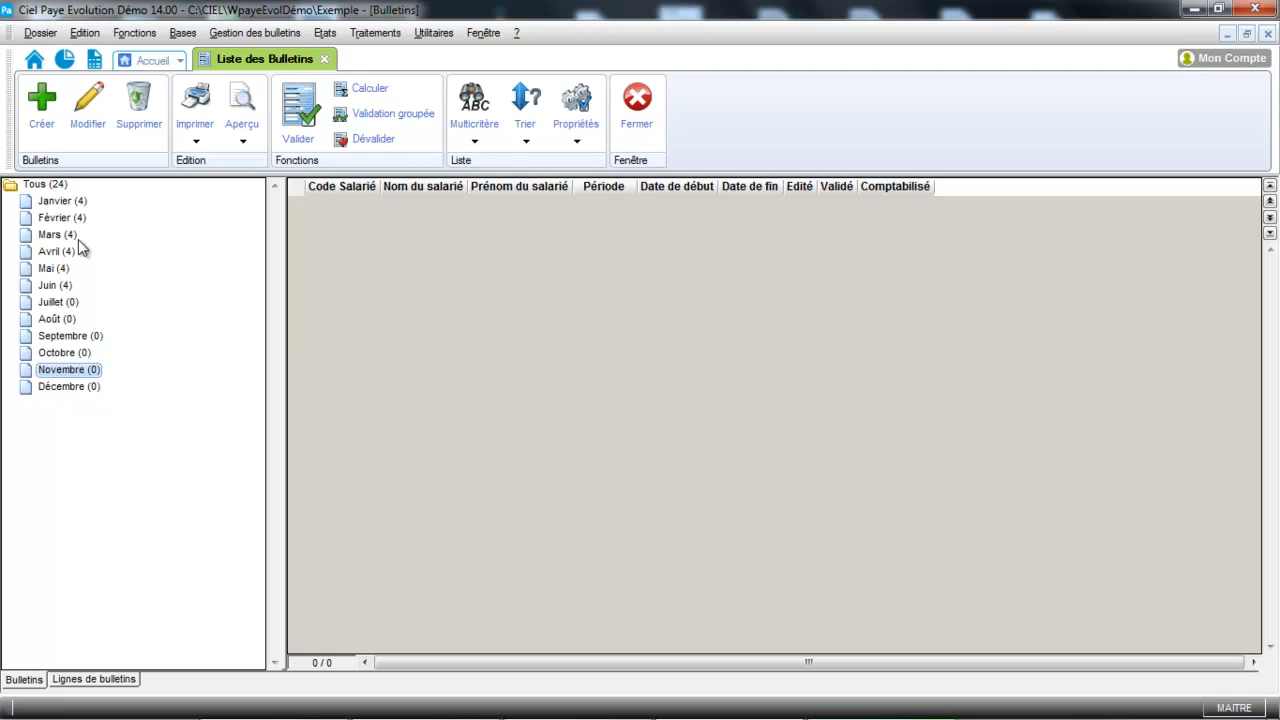 Pa Ciel Paye Evolution Démo 14.00 - C:\CIEL\WpayeEvolDémo\Exemple - [Bulletins]
Dossier Edition Fonctions Bases Gestion des bulletins Etats Traitements Utilitaires Fenêtre ?
Accueil Liste des Bulletins Mon Compte
Créer Modifier Supprimer
Bulletins
Imprimer Aperçu
Edition
Valider
Calculer
Validation groupée
Dévalider
Fonctions
ABC
Multicritère Trier Propriétés
Liste
Fermer
Fenêtre
Tous (24)
Janvier (4)
Février (4)
Mars (4)
Avril (4)
Mai (4)
Juin (4)
Juillet (0)
Août (0)
Septembre (0)
Octobre (0)
Novembre (0)
Décembre (0)
Code Salarié Nom du salarié Prénom du salarié Période Date de début Date de fin Edité Validé Comptabilisé
0 / 0
Bulletins Lignes de bulletins
MAITRE